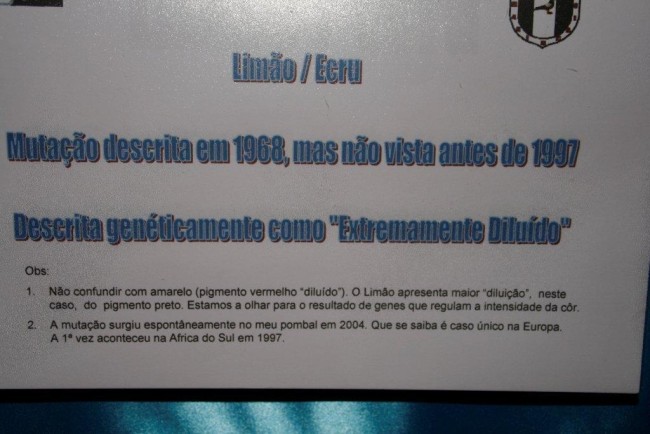 Limão / Ecru
Mutação descrita em 1968, mas não vista antes de 1997
Descrita genéticamente como "Extremamente Diluído"
Obs:
1. Não confundir com amarelo (pigmento vermelho “diluído”). O Limão apresenta maior “diluição”, neste
caso, do pigmento preto. Estamos a olhar para o resultado de genes que regulam a intensidade da côr.
2. A mutação surgiu espontâneamente no meu pombal em 2004. Que se saiba é caso único na Europa.
A 1ª vez aconteceu na Africa do Sul em 1997.